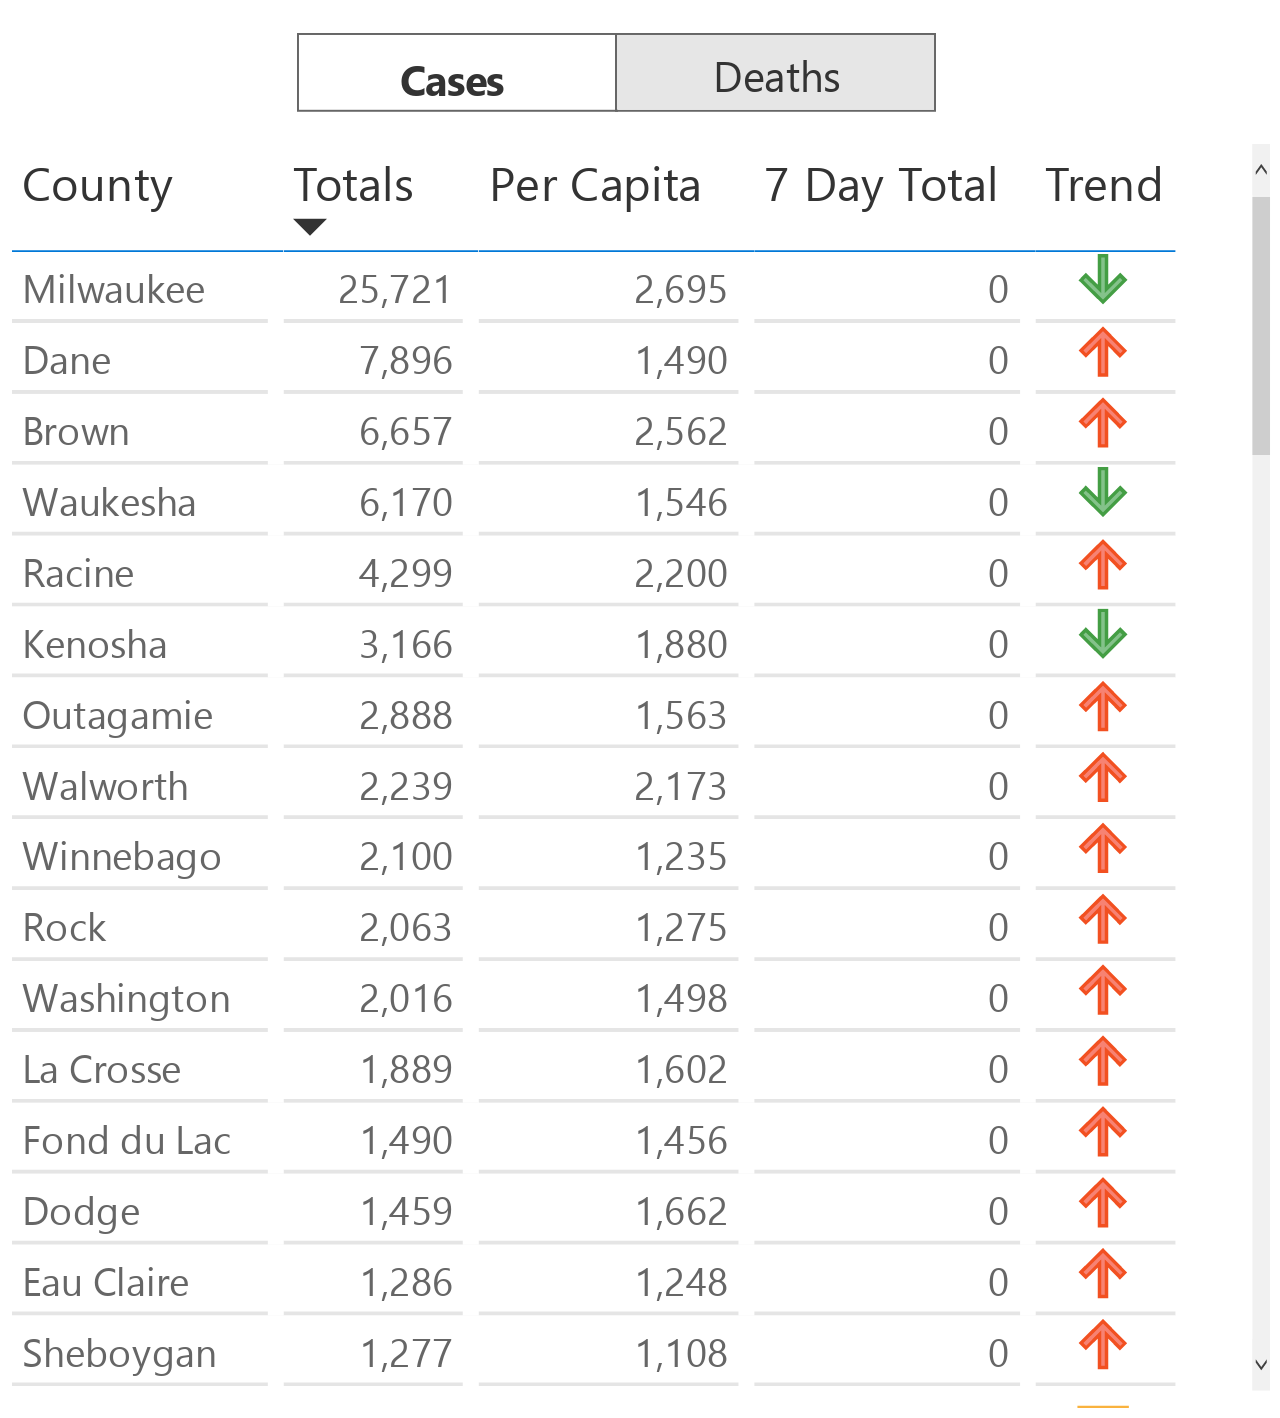 Cases Deaths
County Totals Per Capita 7 Day Total Trend
Milwaukee 25,721 2,695 0
Dane 7,896 1,490 0
Brown 6,657 2,562 0
Waukesha 6,170 1,546 0
Racine 4,299 2,200 0
Kenosha 3,166 1,880 0
Outagamie 2,888 1,563 0
Walworth 2,239 2,173 0
Winnebago 2,100 1,235 0
Rock 2,063 1,275 0
Washington 2,016 1,498 0
La Crosse 1,889 1,602 0
Fond du Lac 1,490 1,456 0
Dodge 1,459 1,662 0
Eau Claire 1,286 1,248 0
Sheboygan 1,277 1,108 0